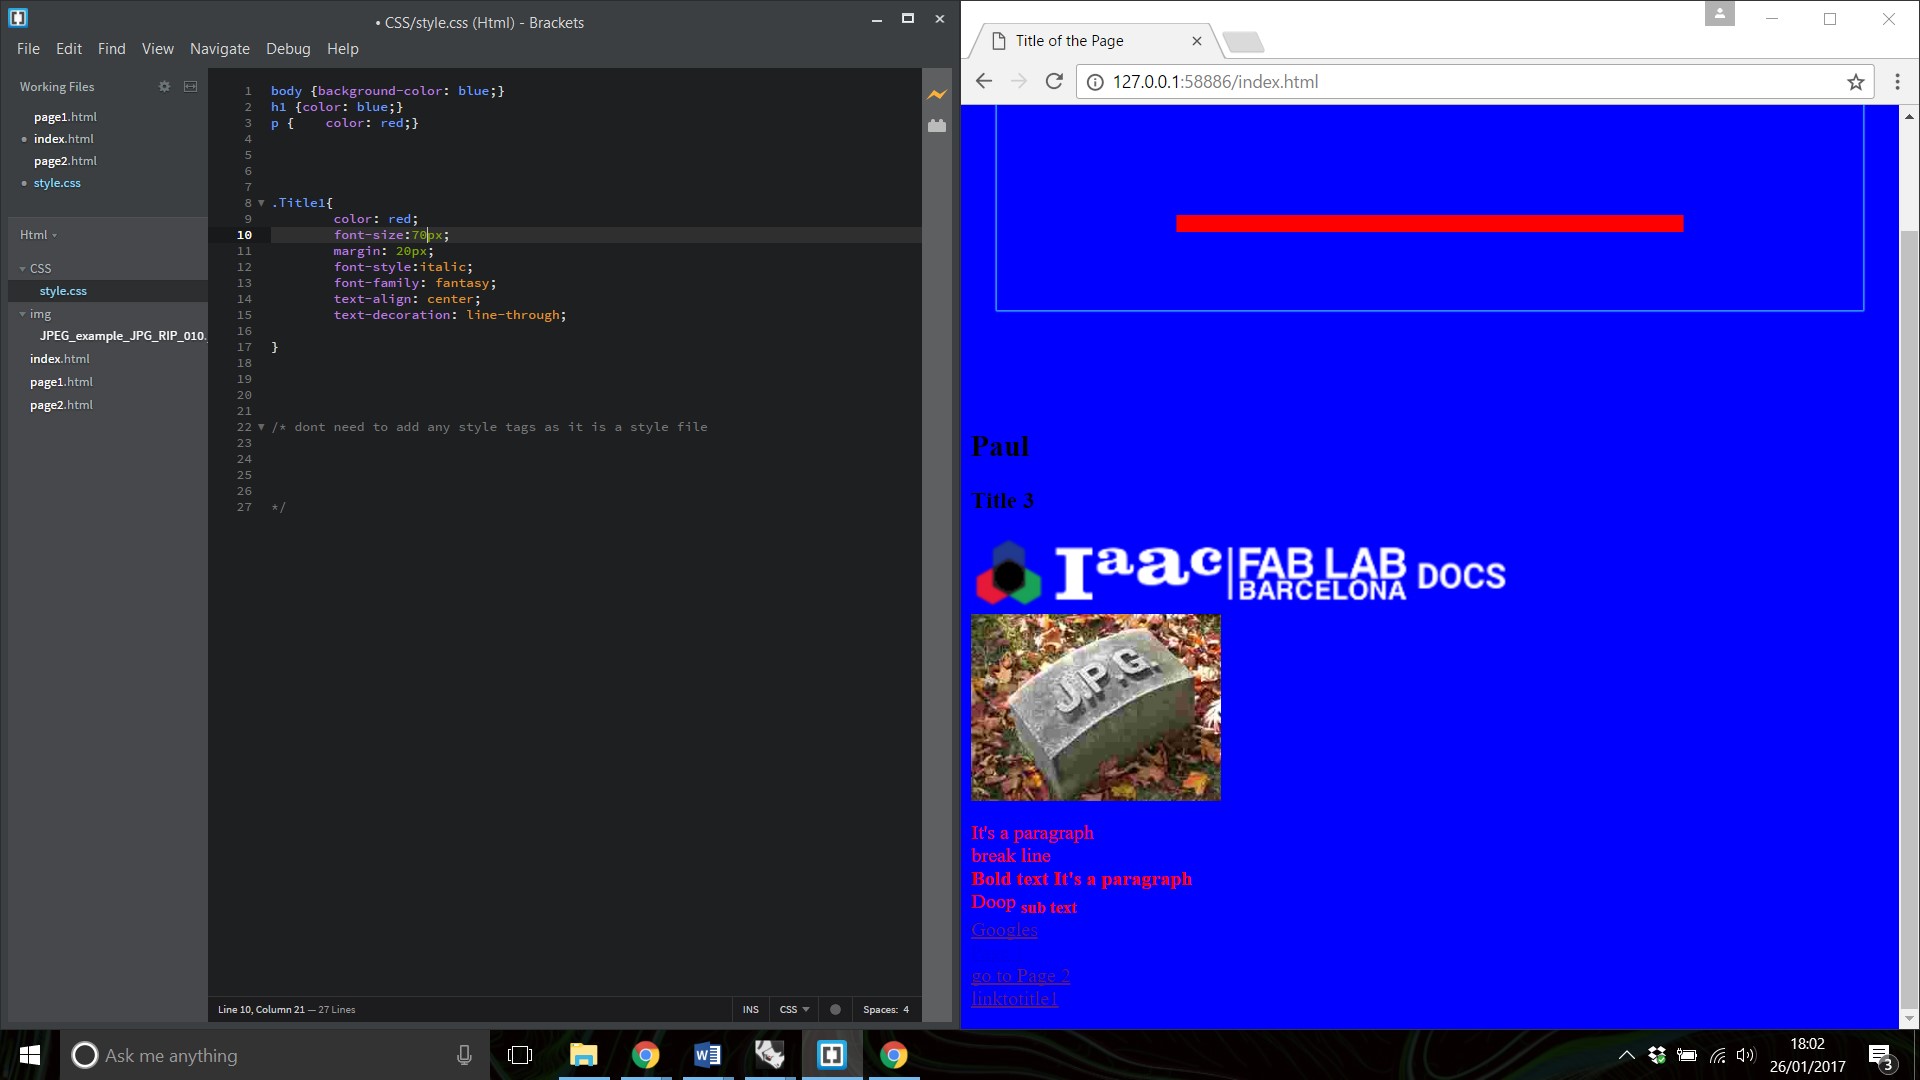 • CSS/style.css (Html) - Brackets
File Edit Find View Navigate Debug Help
Working Files
page1.html
• index.html
page2.html
• style.css
Html
CSS
style.css
img
JPEG_example_JPG_RIP_010.
index.html
page1.html
page2.html
1 body {background-color: blue;}
2 h1 {color: blue;}
3 p {    color: red;}
4
5
6
7
8 .Title1{
9 color: red;
10 font-size:70px;
11 margin: 20px;
12 font-style:italic;
13 font-family: fantasy;
14 text-align: center;
15 text-decoration: line-through;
16
17 }
18
19
20
21
22 /* dont need to add any style tags as it is a style file
23
24
25
26
27 */
Line 10, Column 21 — 27 Lines
INS CSS Spaces: 4
Title of the Page
127.0.0.1:58886/index.html
Paul
Title 3
Iaac FAB LAB BARCELONA DOCS
J.P.G.
It's a paragraph
break line
Bold text It's a paragraph
Doop sub text
Googles
go to Page 2
linktotitle1
Ask me anything
18:02
26/01/2017
3